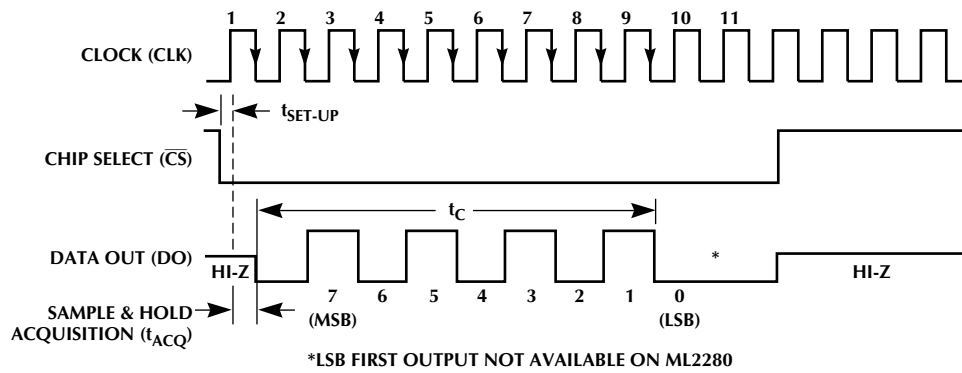 1 2 3 4 5 6 7 8 9 10 11
CLOCK (CLK)
tSET-UP
CHIP SELECT (CS)
tC
DATA OUT (DO)
*
HI-Z
HI-Z
7 6 5 4 3 2 1 0
(MSB) (LSB)
SAMPLE & HOLD
ACQUISITION (tACQ)
*LSB FIRST OUTPUT NOT AVAILABLE ON ML2280